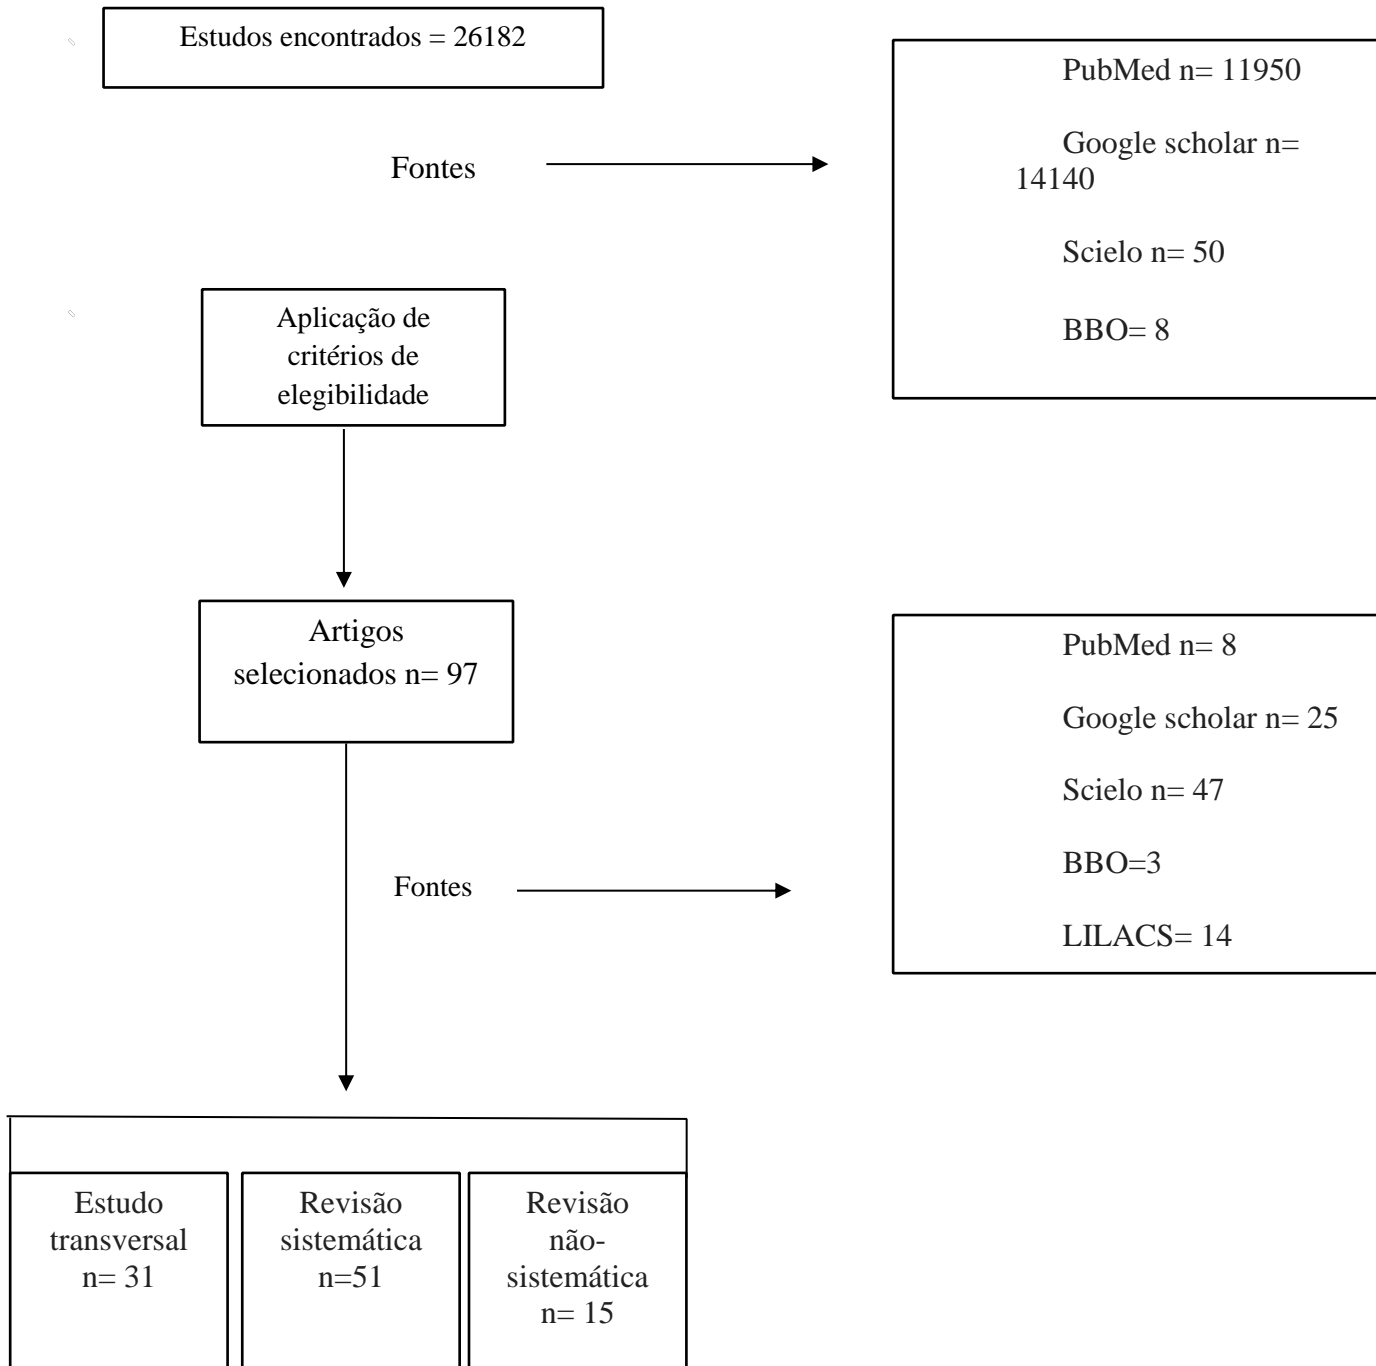 Estudos encontrados = 26182
PubMed n= 11950
Google scholar n=
14140
Scielo n= 50
BBO= 8
Fontes
Aplicação de
critérios de
elegibilidade
Artigos
selecionados n= 97
PubMed n= 8
Google scholar n= 25
Scielo n= 47
BBO=3
LILACS= 14
Fontes
Estudo
transversal
n= 31
Revisão
sistemática
n=51
Revisão
não-
sistemática
n= 15